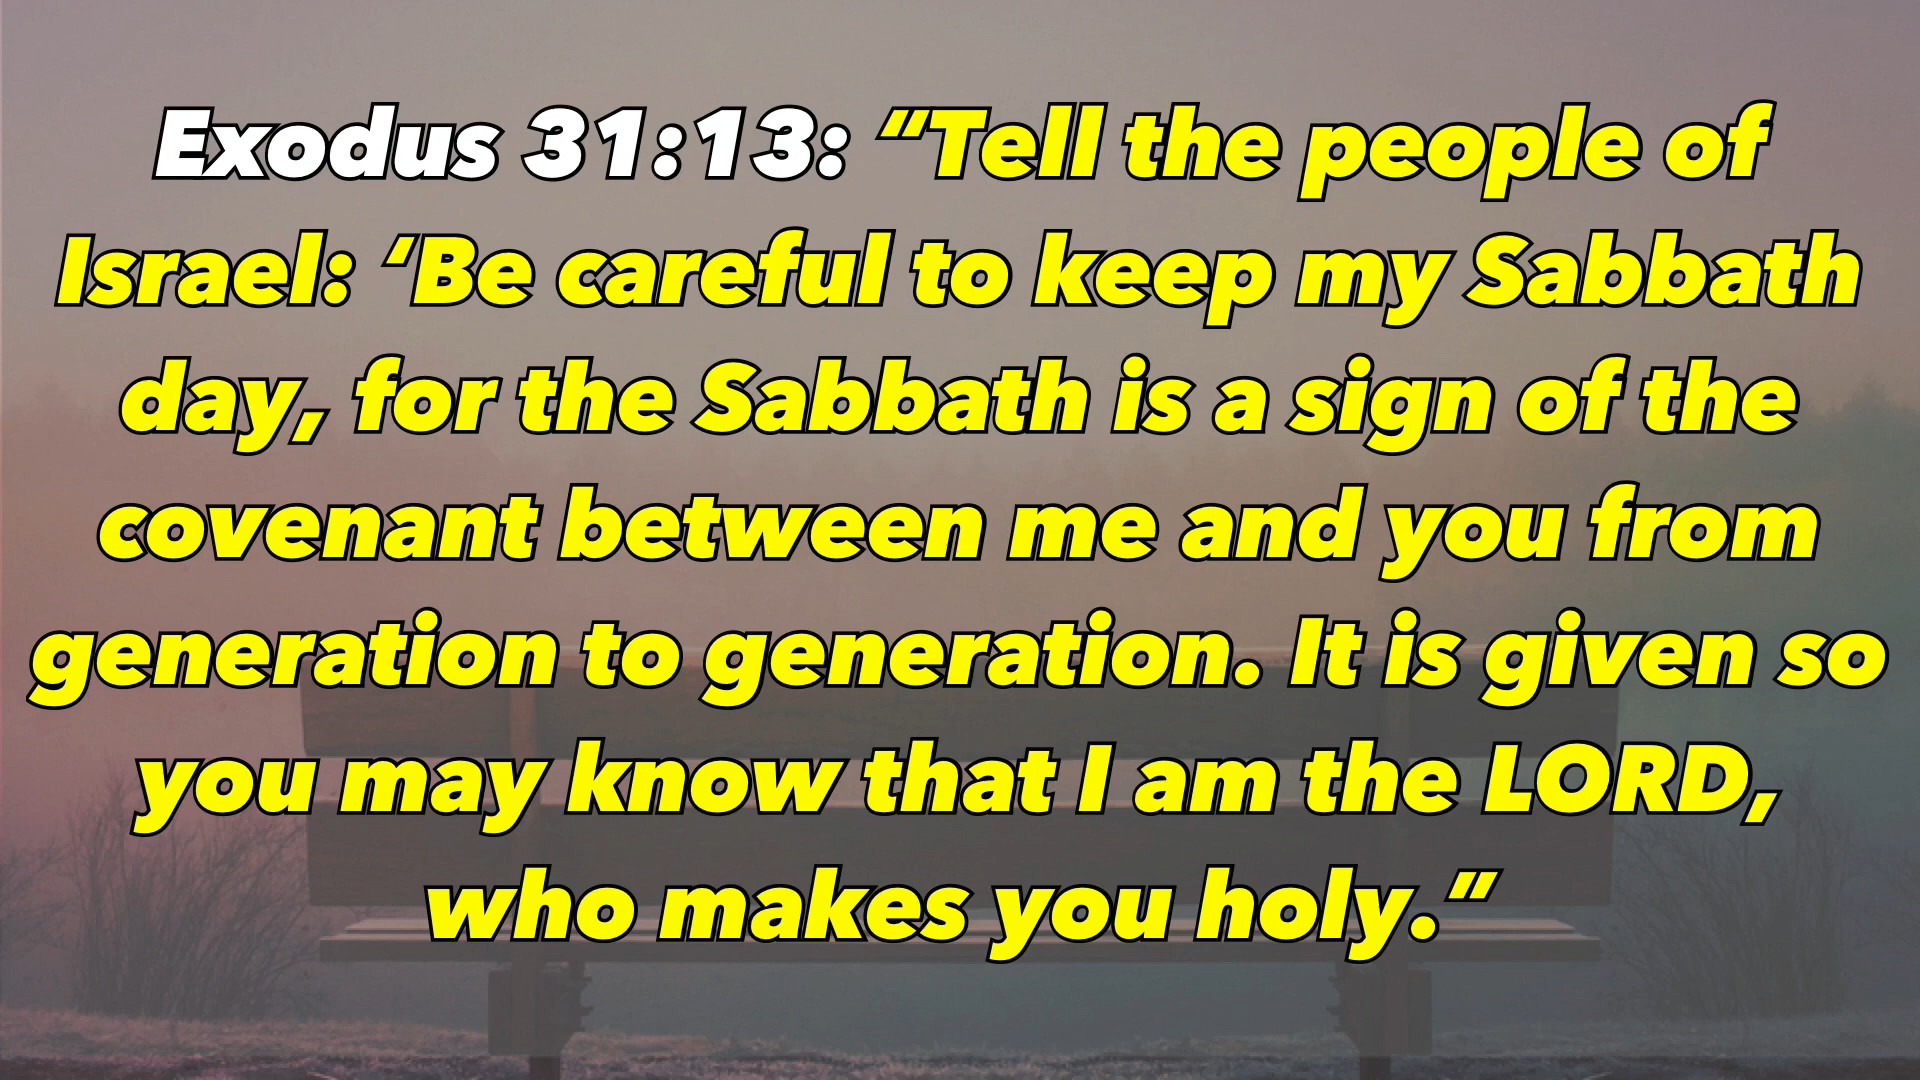 Exodus 31:13: “Tell the people of
Israel: ‘Be careful to keep my Sabbath
day, for the Sabbath is a sign of the
covenant between me and you from
generation to generation. It is given so
you may know that I am the LORD,
who makes you holy.”